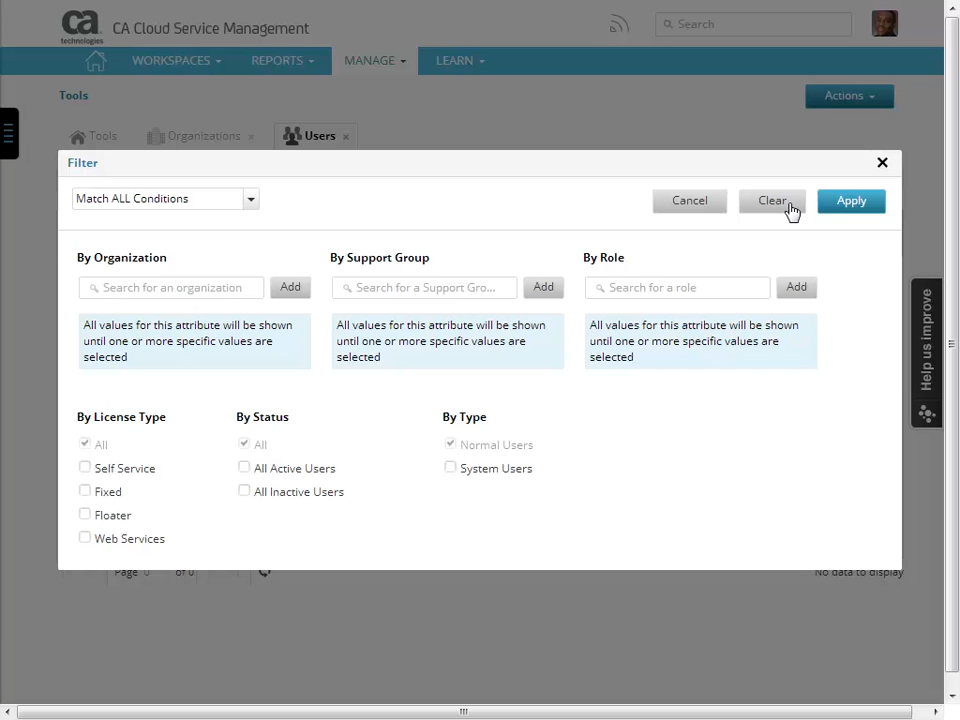 ca
technologies
CA Cloud Service Management
Search
WORKSPACES
REPORTS
MANAGE
LEARN
Tools
Actions
Tools
Organizations ×
Users ×
Filter
Match ALL Conditions
Cancel
Clear
Apply
By Organization
By Support Group
By Role
Search for an organization
Add
Search for a Support Gro...
Add
Search for a role
Add
All values for this attribute will be shown
until one or more specific values are
selected
All values for this attribute will be shown
until one or more specific values are
selected
All values for this attribute will be shown
until one or more specific values are
selected
By License Type
By Status
By Type
All
All
Normal Users
Self Service
All Active Users
System Users
Fixed
All Inactive Users
Floater
Web Services
Page 0 of 0
No data to display
Help us improve